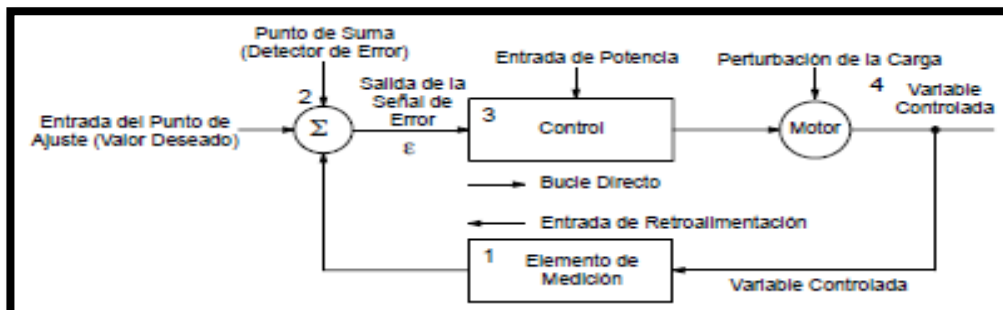 Punto de Suma
(Detector de Error)
Entrada de Potencia
Perturbación de la Carga
2
Salida de la
Señal de
Error
4
Variable
Controlada
Entrada del Punto de
Ajuste (Valor Deseado)
Σ
ε
3
Control
Motor
Bucle Directo
Entrada de Retroalimentación
1
Elemento de
Medición
Variable Controlada